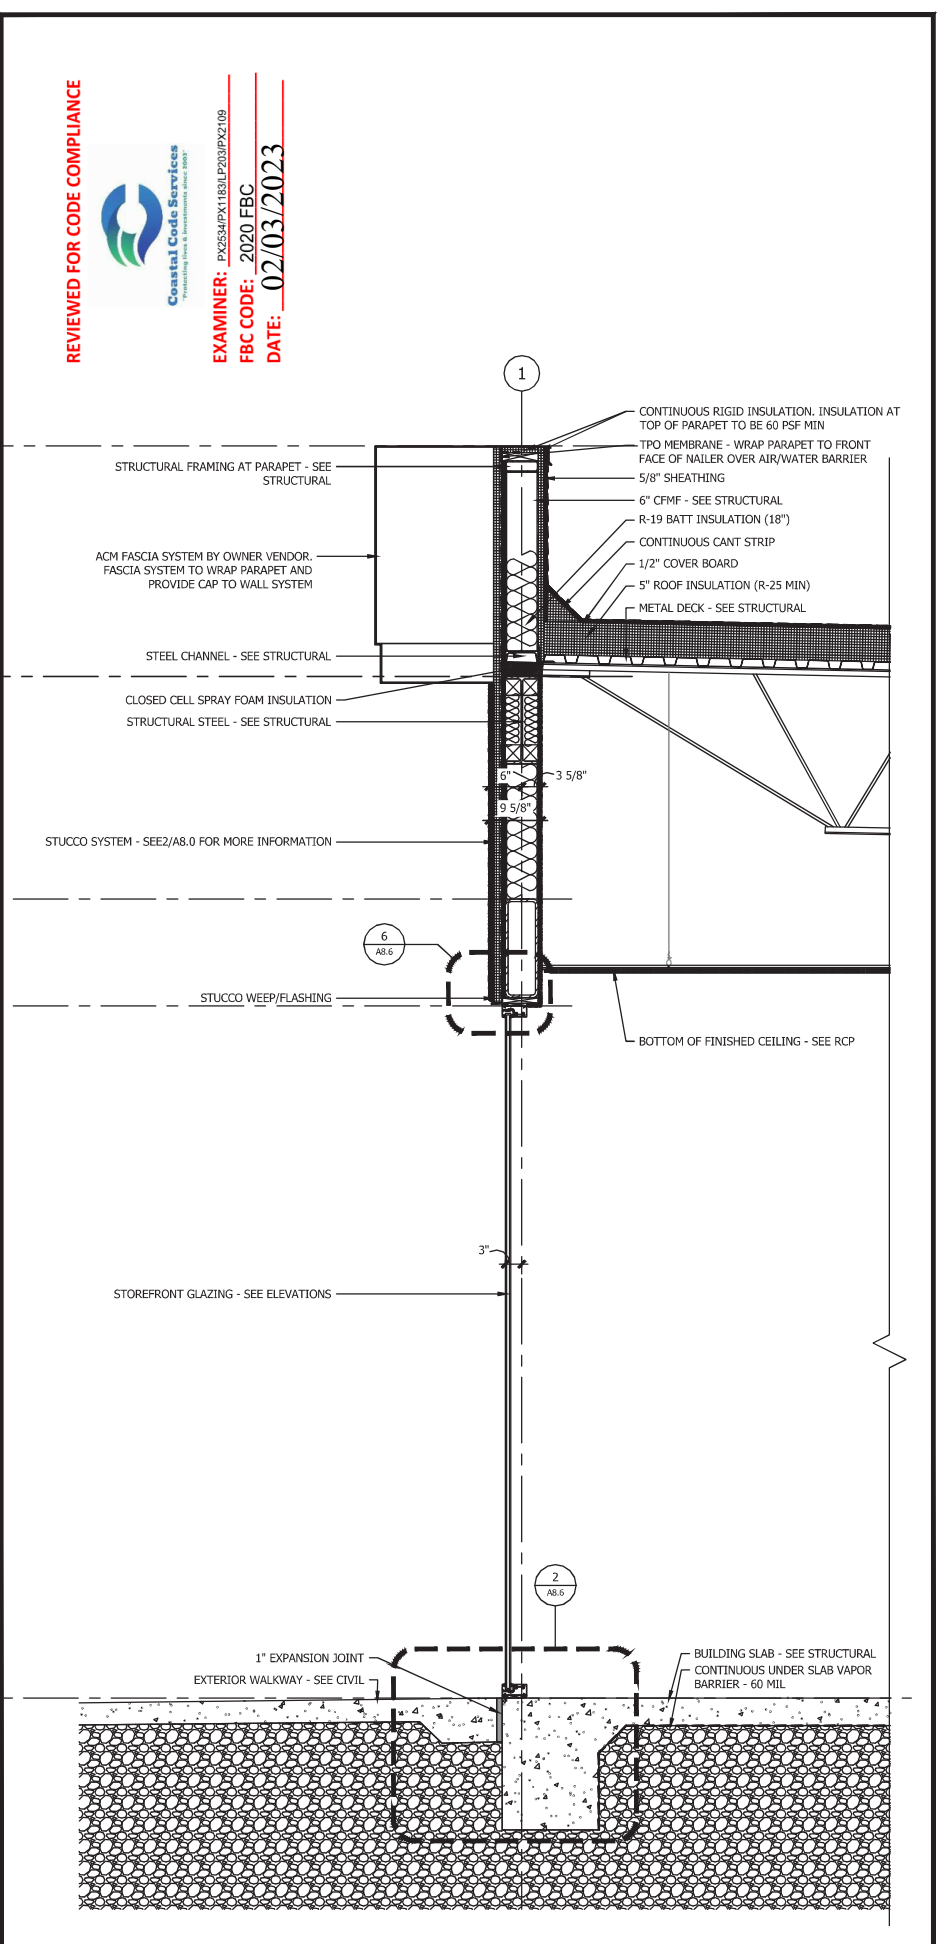 REVIEWED FOR CODE COMPLIANCE
Coastal Code Services
"Protecting lives & investments since 2003"
EXAMINER: PX2534/PX1183/LP203/PX2109
FBC CODE: 2020 FBC
DATE: 02/03/2023
1
CONTINUOUS RIGID INSULATION. INSULATION AT
TOP OF PARAPET TO BE 60 PSF MIN
TPO MEMBRANE - WRAP PARAPET TO FRONT
FACE OF NAILER OVER AIR/WATER BARRIER
5/8" SHEATHING
6" CFMF - SEE STRUCTURAL
R-19 BATT INSULATION (18")
CONTINUOUS CANT STRIP
1/2" COVER BOARD
5" ROOF INSULATION (R-25 MIN)
METAL DECK - SEE STRUCTURAL
STRUCTURAL FRAMING AT PARAPET - SEE
STRUCTURAL
ACM FASCIA SYSTEM BY OWNER VENDOR.
FASCIA SYSTEM TO WRAP PARAPET AND
PROVIDE CAP TO WALL SYSTEM
STEEL CHANNEL - SEE STRUCTURAL
CLOSED CELL SPRAY FOAM INSULATION
STRUCTURAL STEEL - SEE STRUCTURAL
6"
3 5/8"
9 5/8"
STUCCO SYSTEM - SEE2/A8.0 FOR MORE INFORMATION
6
A8.6
STUCCO WEEP/FLASHING
BOTTOM OF FINISHED CEILING - SEE RCP
3"
STOREFRONT GLAZING - SEE ELEVATIONS
2
A8.6
1" EXPANSION JOINT
EXTERIOR WALKWAY - SEE CIVIL
BUILDING SLAB - SEE STRUCTURAL
CONTINUOUS UNDER SLAB VAPOR
BARRIER - 60 MIL